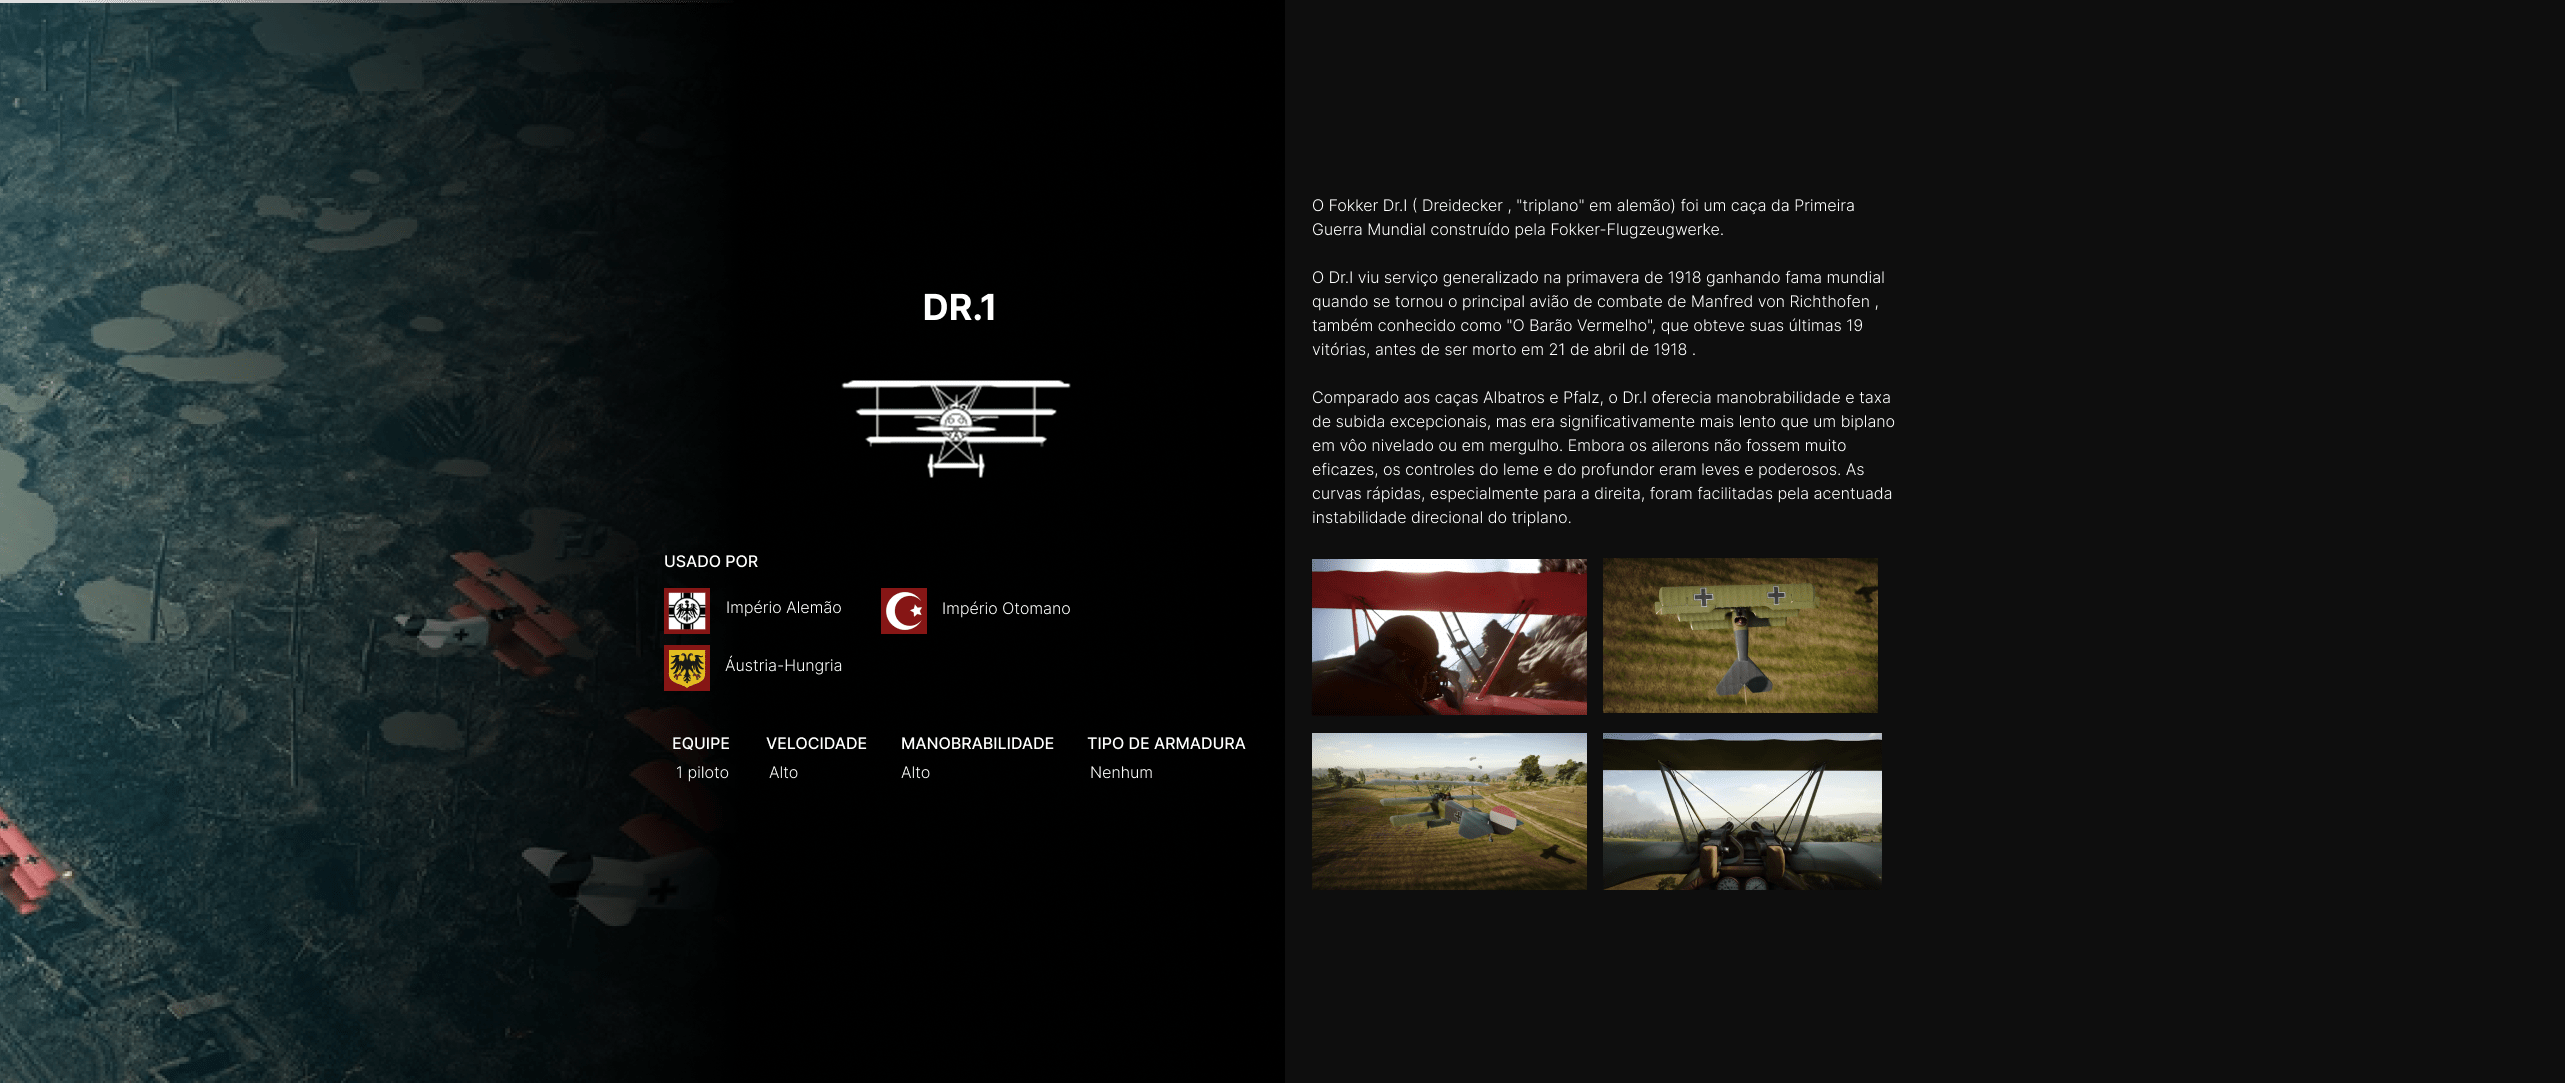 DR.1
USADO POR
Império Alemão
Império Otomano
Áustria-Hungria
EQUIPE VELOCIDADE MANOBRABILIDADE TIPO DE ARMADURA
1 piloto Alto Alto Nenhum
O Fokker Dr.I ( Dreidecker , "triplano" em alemão) foi um caça da Primeira
Guerra Mundial construído pela Fokker-Flugzeugwerke.
O Dr.I viu serviço generalizado na primavera de 1918 ganhando fama mundial
quando se tornou o principal avião de combate de Manfred von Richthofen ,
também conhecido como "O Barão Vermelho", que obteve suas últimas 19
vitórias, antes de ser morto em 21 de abril de 1918 .
Comparado aos caças Albatros e Pfalz, o Dr.I oferecia manobrabilidade e taxa
de subida excepcionais, mas era significativamente mais lento que um biplano
em vôo nivelado ou em mergulho. Embora os ailerons não fossem muito
eficazes, os controles do leme e do profundor eram leves e poderosos. As
curvas rápidas, especialmente para a direita, foram facilitadas pela acentuada
instabilidade direcional do triplano.